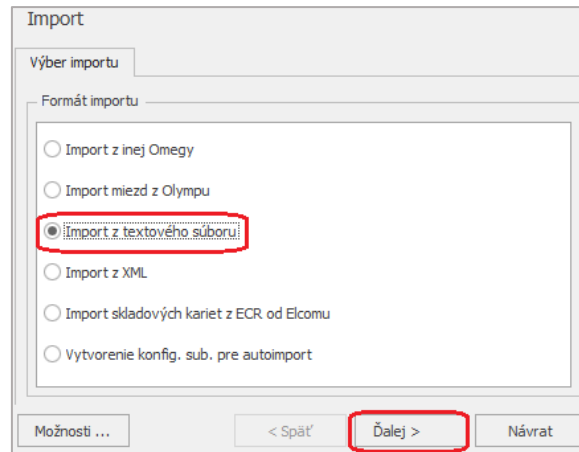 Import
Výber importu
Formát importu
Import z inej Omegy
Import miezd z Olympu
Import z textového súboru
Import z XML
Import skladových kariet z ECR od Elcomu
Vytvorenie konfig. sub. pre autoimport
Možnosti ...
< Späť
Ďalej >
Návrat